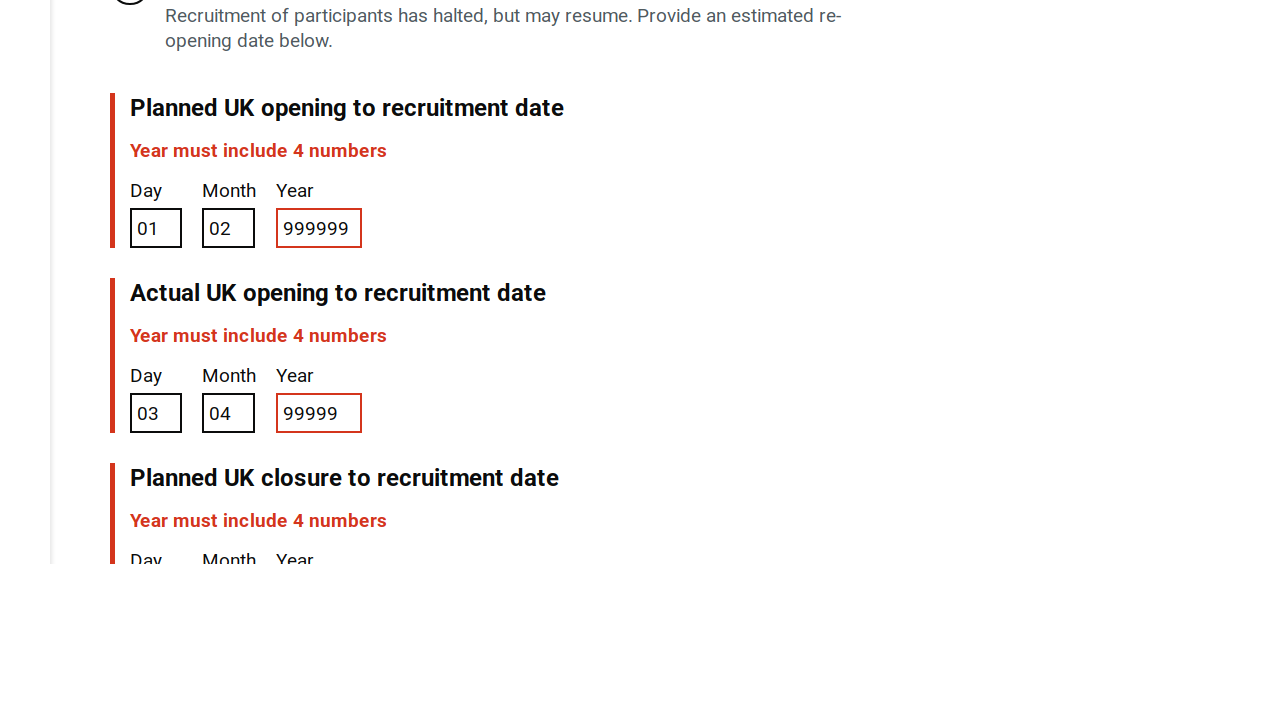 Recruitment of participants has halted, but may resume. Provide an estimated re-
opening date below.
Planned UK opening to recruitment date
Year must include 4 numbers
Day Month Year
01 02 999999
Actual UK opening to recruitment date
Year must include 4 numbers
Day Month Year
03 04 99999
Planned UK closure to recruitment date
Year must include 4 numbers
Day Month Year